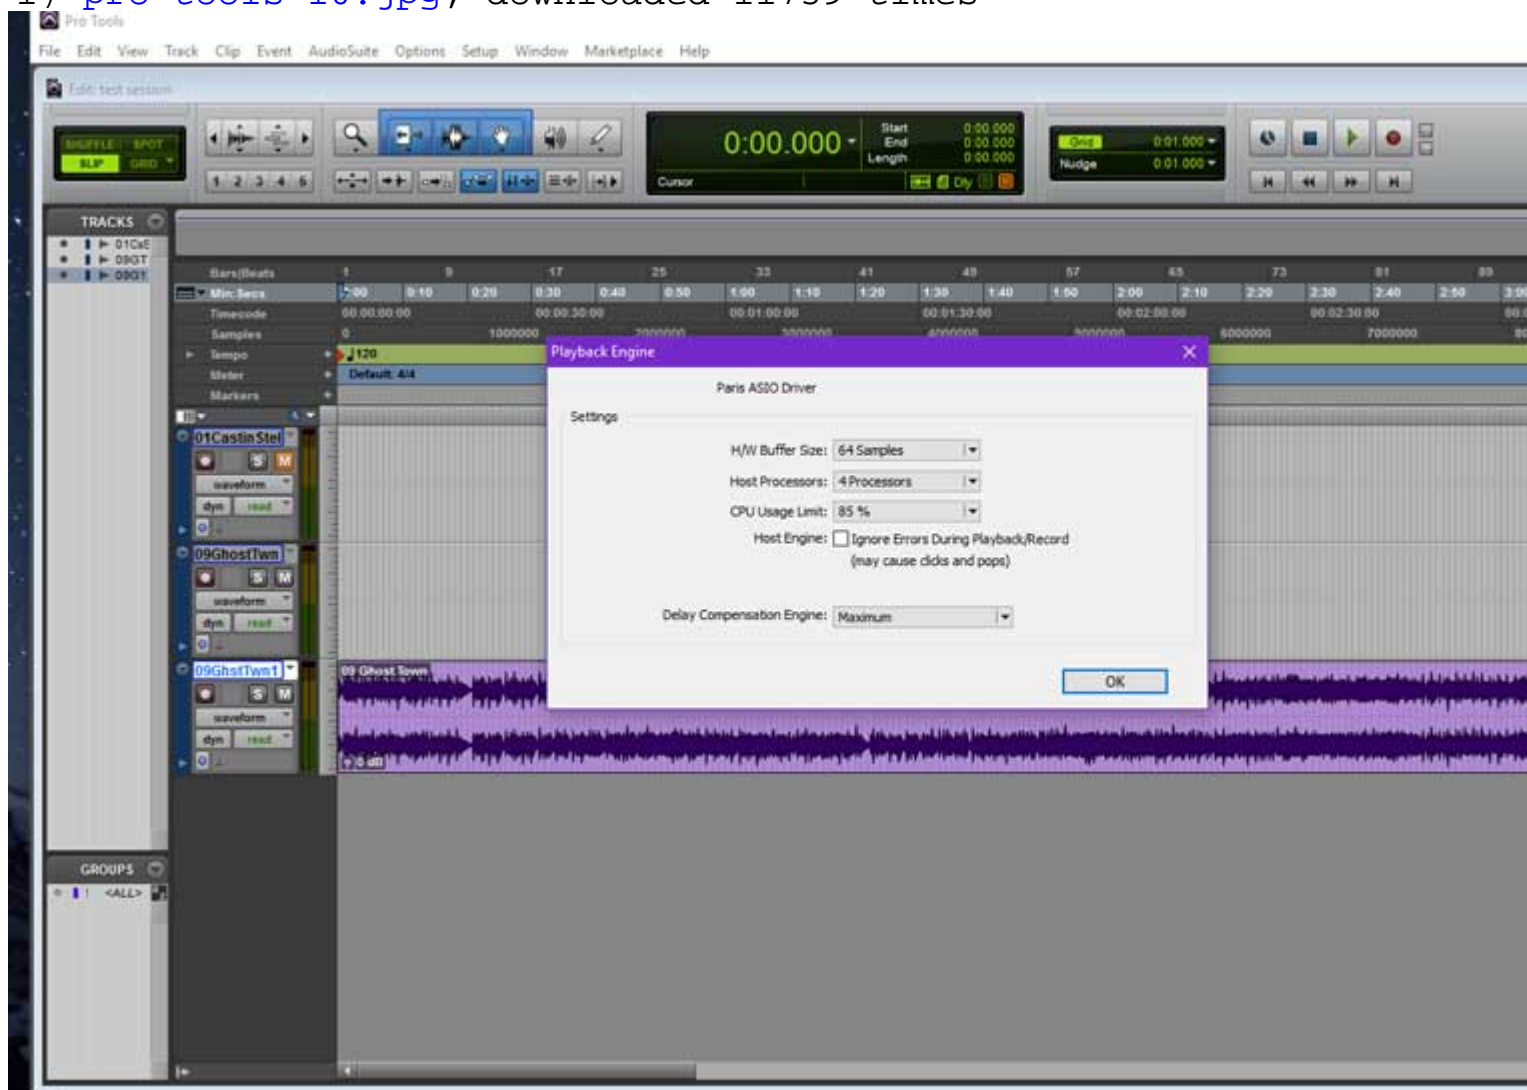 Pro Tools
File Edit View Track Clip Event AudioSuite Options Setup Window Marketplace Help
Edit: test session
SHUFFLE SPOT
SLIP GRID
1 2 3 4 5
0:00.000
Start 0:00.000
End 0:00.000
Length 0:00.000
Cursor
Dly
Grid 0:01.000
Nudge 0:01.000
TRACKS
01CsE
09GT
09G1
Bars|Beats 1 9 17 25 33 41 49 57 65 73 81 89
Min:Secs 0:00 0:10 0:20 0:30 0:40 0:50 1:00 1:10 1:20 1:30 1:40 1:50 2:00 2:10 2:20 2:30 2:40 2:50 3:00
Timecode 00:00:00:00 00:00:30:00 00:01:00:00 00:01:30:00 00:02:00:00 00:02:30:00
Samples 0 1000000 2000000 3000000 4000000 5000000 6000000 7000000
Tempo 120
Meter Default: 4/4
Markers
Playback Engine
Paris ASIO Driver
Settings
H/W Buffer Size: 64 Samples
Host Processors: 4 Processors
CPU Usage Limit: 85 %
Host Engine: Ignore Errors During Playback/Record
(may cause clicks and pops)
Delay Compensation Engine: Maximum
OK
01CastinStel
S M
waveform
dyn read
09GhostTwn
S M
waveform
dyn read
09GhstTwn1
S M
waveform
dyn read
09 Ghost Town
0 dB
GROUPS
! <ALL>